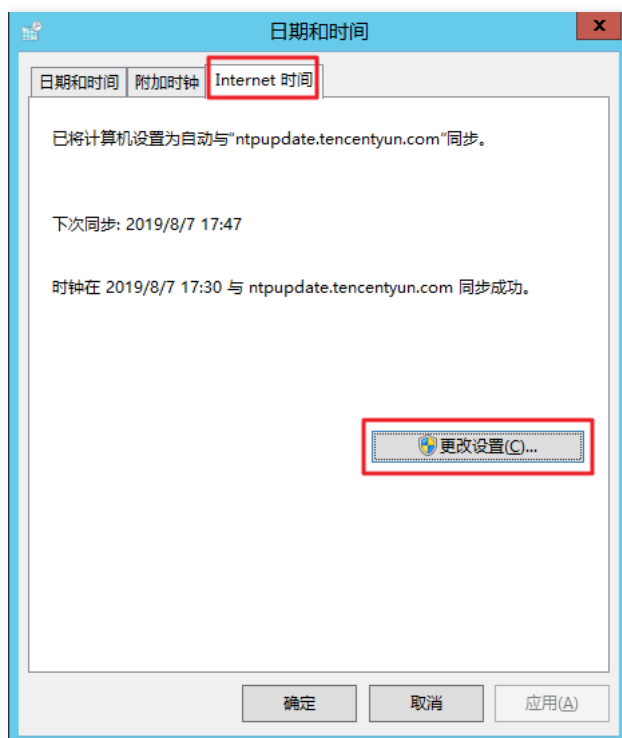 日期和时间
x
日期和时间 附加时钟 Internet 时间
已将计算机设置为自动与"ntpupdate.tencentyun.com"同步。
下次同步: 2019/8/7 17:47
时钟在 2019/8/7 17:30 与 ntpupdate.tencentyun.com 同步成功。
更改设置(C)...
确定 取消 应用(A)